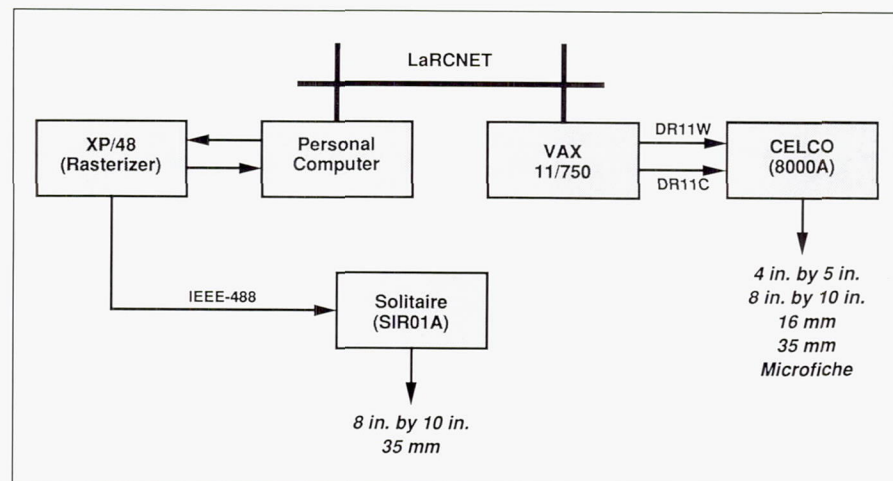 LaRCNET
XP/48
(Rasterizer)
Personal
Computer
VAX
11/750
DR11W
DR11C
CELCO
(8000A)
IEEE-488
Solitaire
(SIR01A)
4 in. by 5 in.
8 in. by 10 in.
16 mm
35 mm
Microfiche
8 in. by 10 in.
35 mm